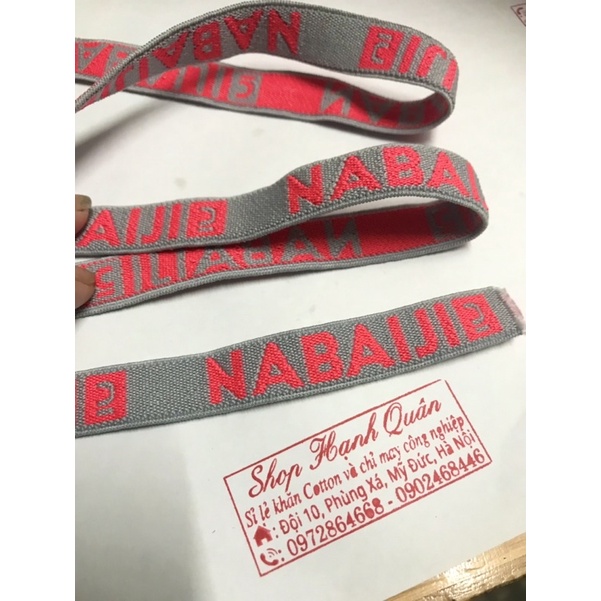 NABAIJI
NABAIJI
AIJI
NABAIJI
NABAIJI
Shop Hạnh Quân
Sỉ lẻ khăn Cotton và chỉ may công nghiệp
: Đội 10, Phùng Xá, Mỹ Đức, Hà Nội
: 0972864668 - 0902468446